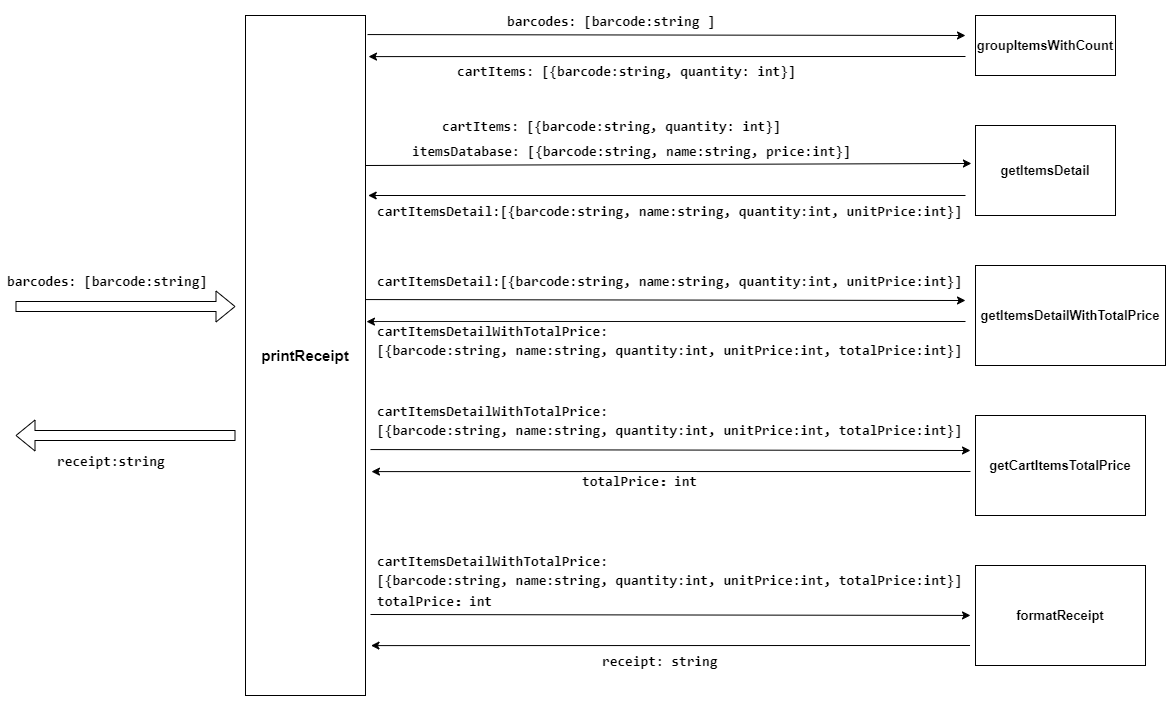 barcodes: [barcode:string ]
groupItemsWithCount
cartItems: [{barcode:string, quantity: int}]
cartItems: [{barcode:string, quantity: int}]
itemsDatabase: [{barcode:string, name:string, price:int}]
getItemsDetail
cartItemsDetail:[{barcode:string, name:string, quantity:int, unitPrice:int}]
barcodes: [barcode:string]
cartItemsDetail:[{barcode:string, name:string, quantity:int, unitPrice:int}]
getItemsDetailWithTotalPrice
cartItemsDetailWithTotalPrice:
[{barcode:string, name:string, quantity:int, unitPrice:int, totalPrice:int}]
printReceipt
cartItemsDetailWithTotalPrice:
[{barcode:string, name:string, quantity:int, unitPrice:int, totalPrice:int}]
receipt:string
getCartItemsTotalPrice
totalPrice: int
cartItemsDetailWithTotalPrice:
[{barcode:string, name:string, quantity:int, unitPrice:int, totalPrice:int}]
totalPrice: int
formatReceipt
receipt: string